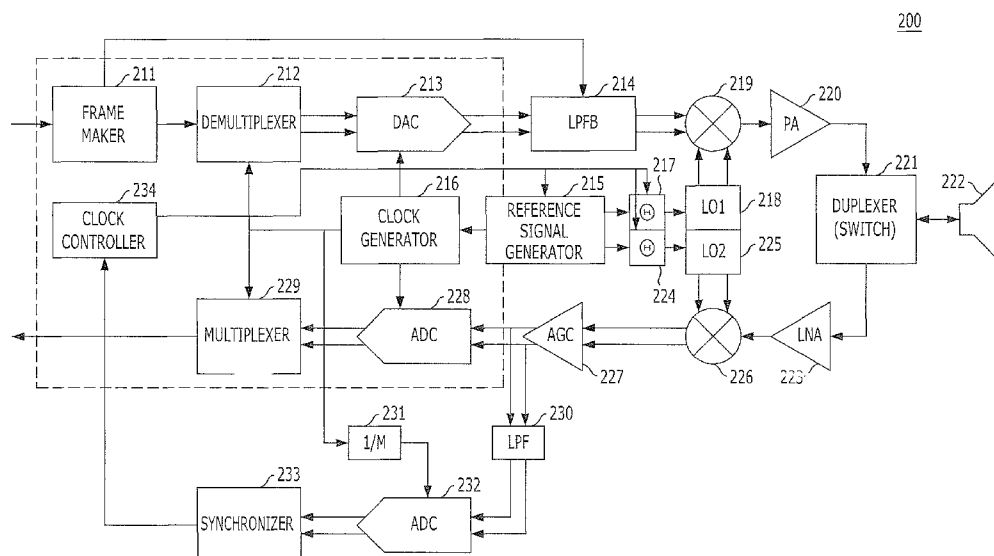 200
211
212
213
214
219
220
FRAME
MAKER
DEMULTIPLEXER
DAC
LPFB
PA
221
222
DUPLEXER
(SWITCH)
234
216
215
217
218
CLOCK
CONTROLLER
CLOCK
GENERATOR
REFERENCE
SIGNAL
GENERATOR
Θ
Θ
LO1
LO2
225
224
229
228
MULTIPLEXER
ADC
AGC
LNA
227
226
223
231
230
1/M
LPF
233
232
SYNCHRONIZER
ADC